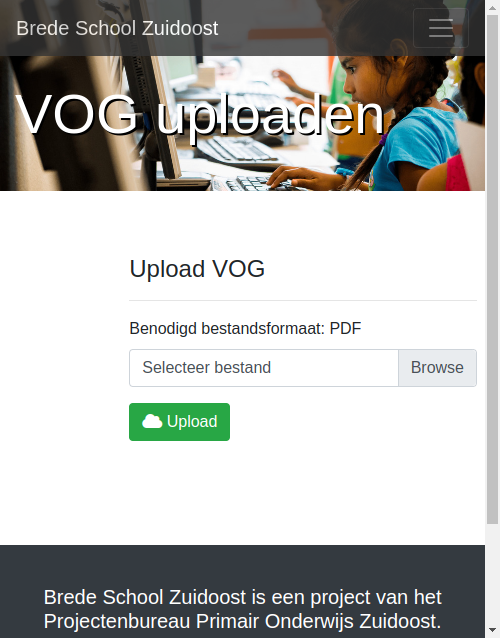 Brede School Zuidoost
VOG uploaden
Upload VOG
Benodigd bestandsformaat: PDF
Selecteer bestand
Browse
Upload
Brede School Zuidoost is een project van het
Projectenbureau Primair Onderwijs Zuidoost.